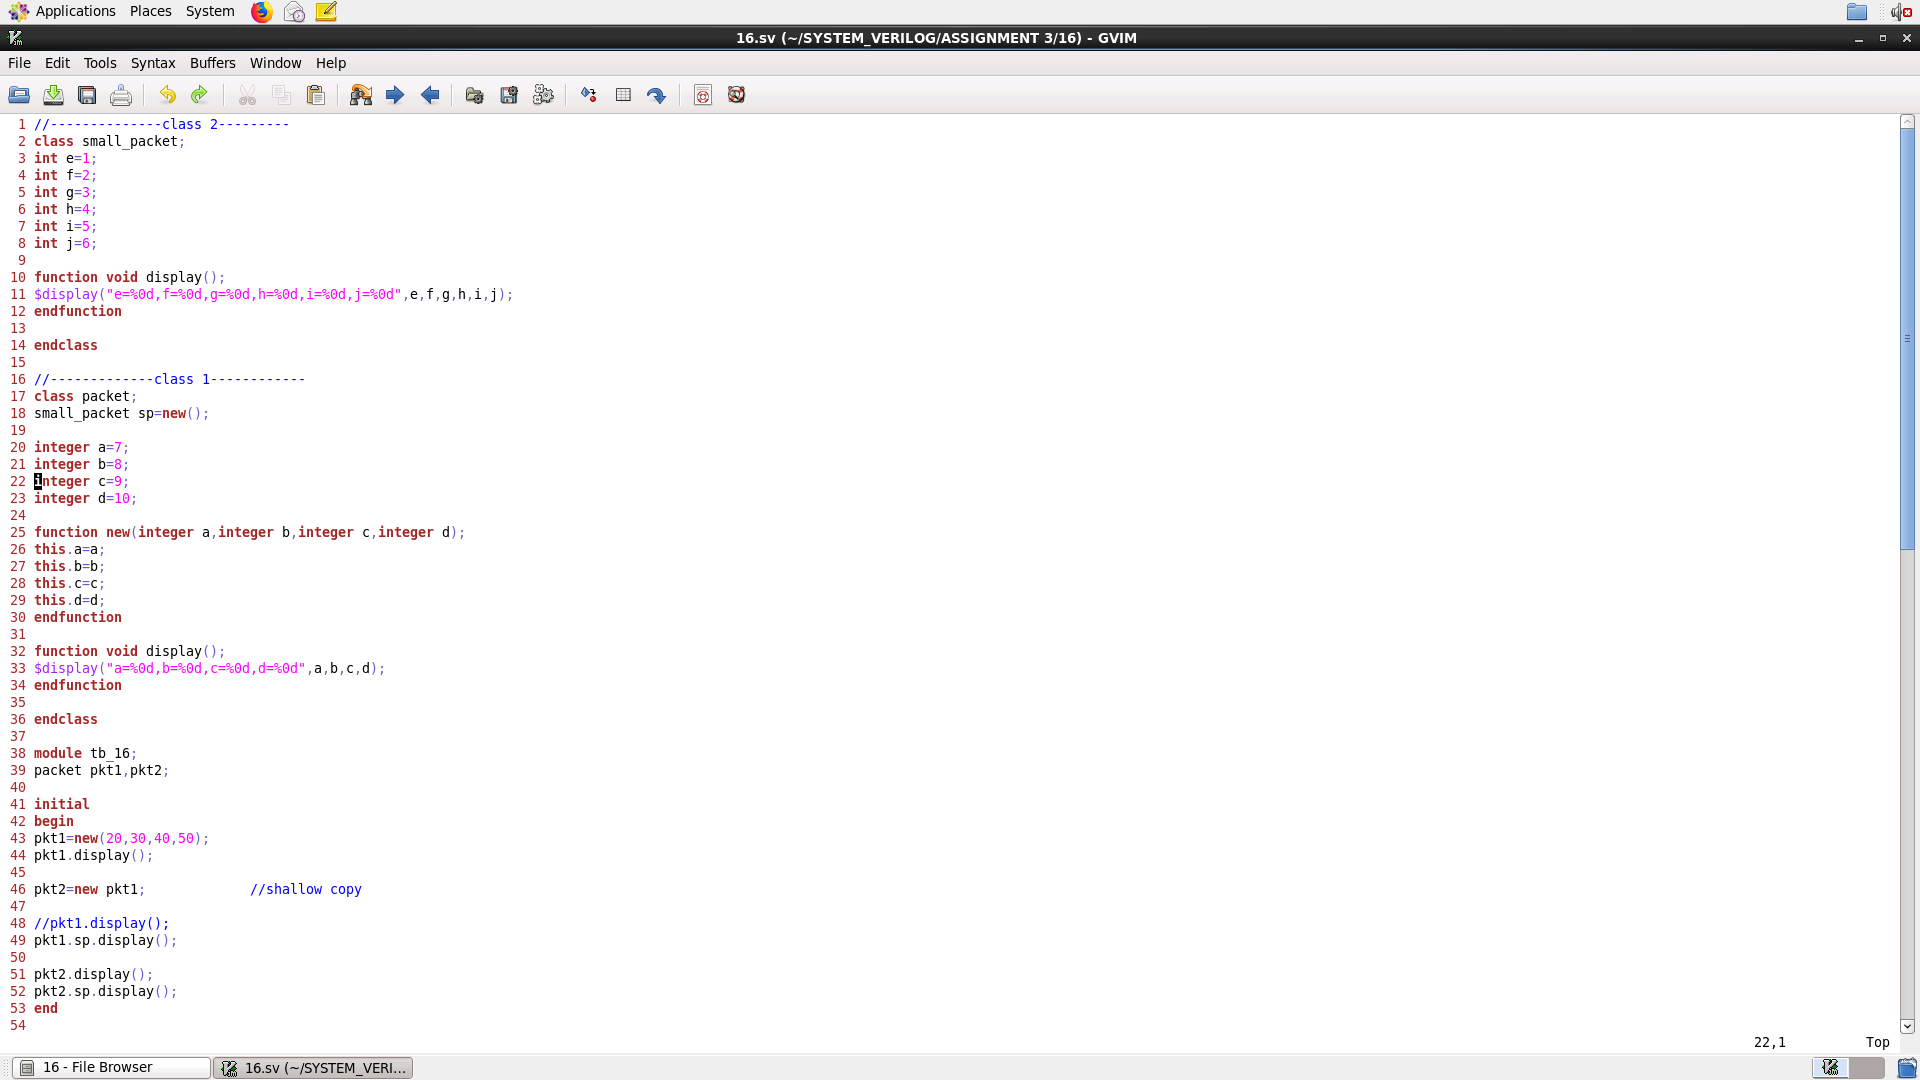 Applications Places System
16.sv (~/SYSTEM_VERILOG/ASSIGNMENT 3/16) - GVIM
File Edit Tools Syntax Buffers Window Help
1 //--------------class 2---------
2 class small_packet;
3 int e=1;
4 int f=2;
5 int g=3;
6 int h=4;
7 int i=5;
8 int j=6;
9
10 function void display();
11 $display("e=%0d,f=%0d,g=%0d,h=%0d,i=%0d,j=%0d",e,f,g,h,i,j);
12 endfunction
13
14 endclass
15
16 //-------------class 1------------
17 class packet;
18 small_packet sp=new();
19
20 integer a=7;
21 integer b=8;
22 integer c=9;
23 integer d=10;
24
25 function new(integer a,integer b,integer c,integer d);
26 this.a=a;
27 this.b=b;
28 this.c=c;
29 this.d=d;
30 endfunction
31
32 function void display();
33 $display("a=%0d,b=%0d,c=%0d,d=%0d",a,b,c,d);
34 endfunction
35
36 endclass
37
38 module tb_16;
39 packet pkt1,pkt2;
40
41 initial
42 begin
43 pkt1=new(20,30,40,50);
44 pkt1.display();
45
46 pkt2=new pkt1;             //shallow copy
47
48 //pkt1.display();
49 pkt1.sp.display();
50
51 pkt2.display();
52 pkt2.sp.display();
53 end
54
22,1 Top
16 - File Browser 16.sv (~/SYSTEM_VERI...